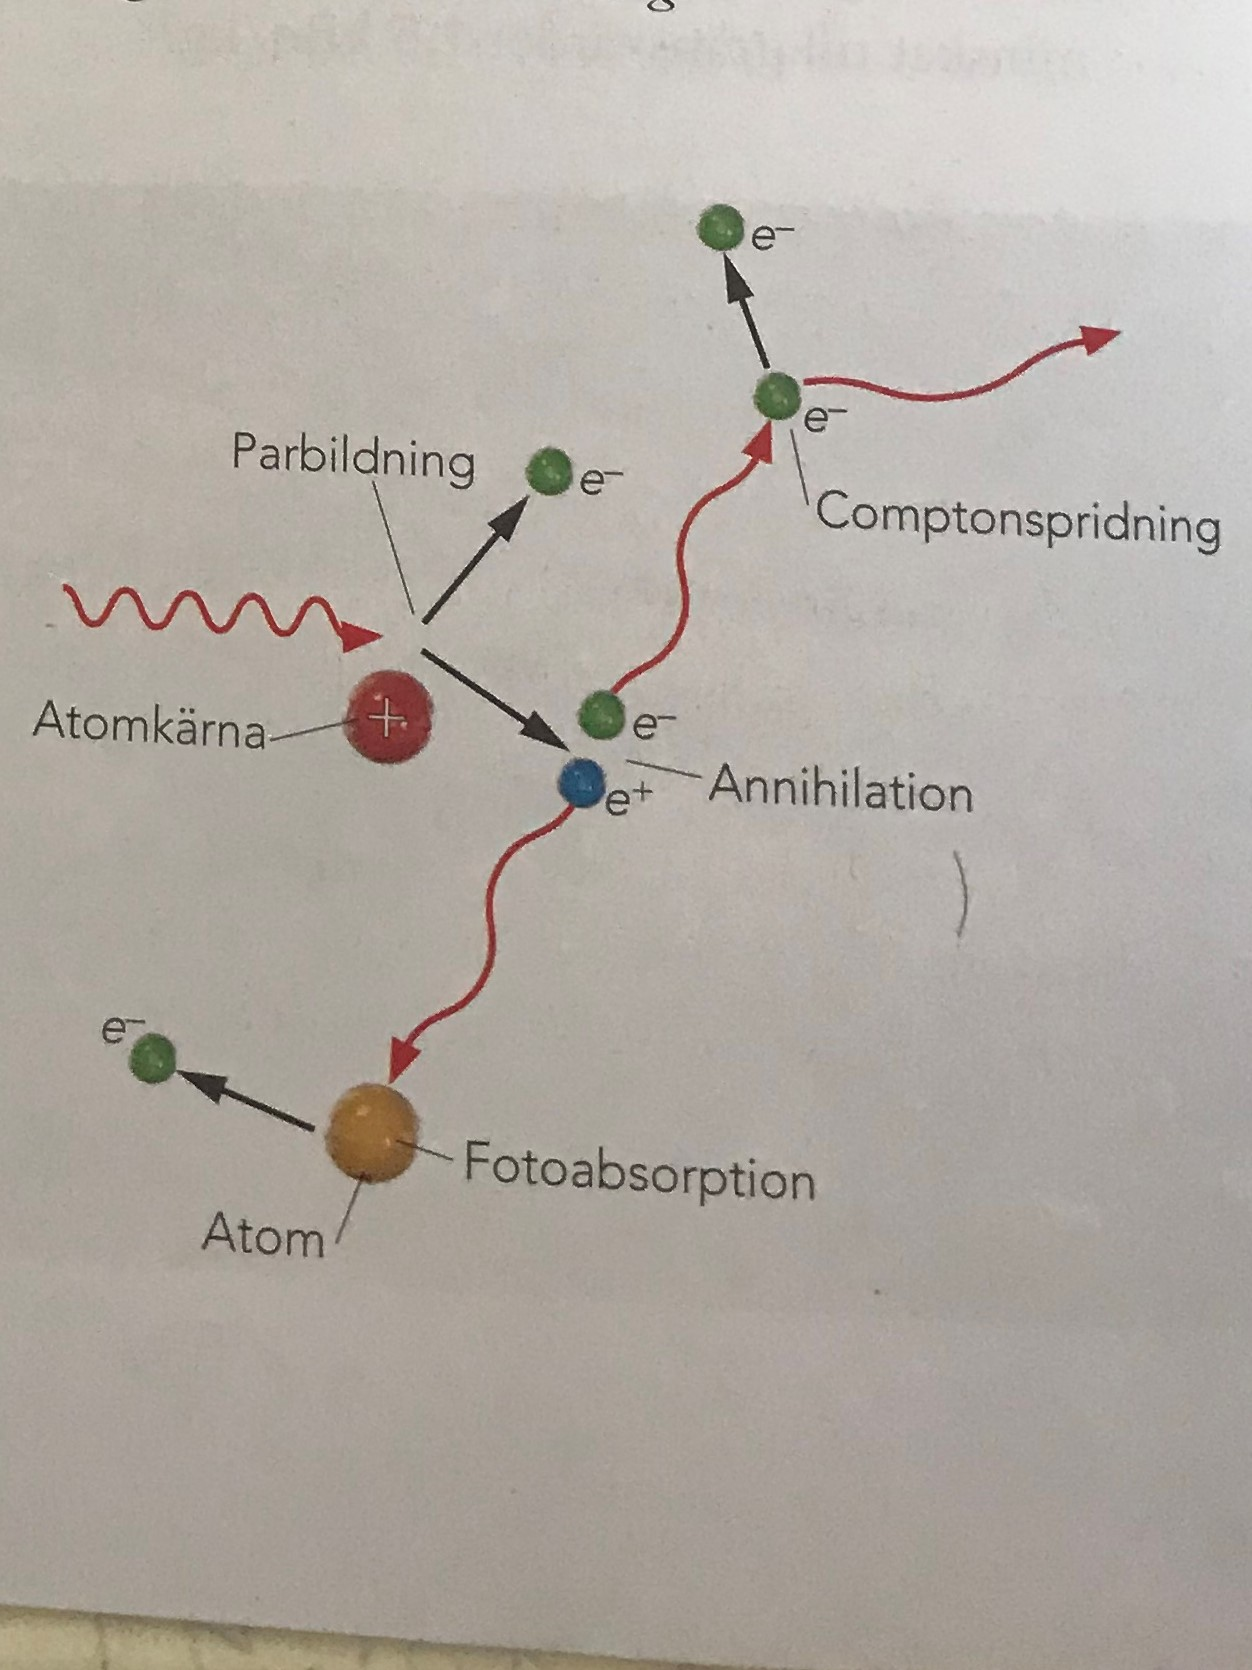 e−
e−
Parbildning
e−
Comptonspridning
Atomkärna
+
e−
e+
Annihilation
e−
Fotoabsorption
Atom